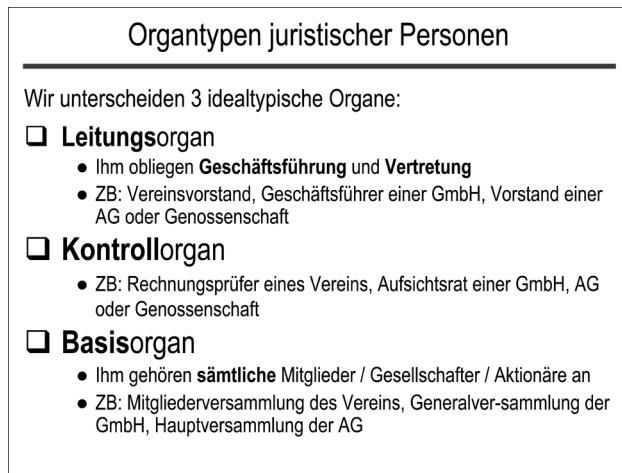 Organtypen juristischer Personen
Wir unterscheiden 3 idealtypische Organe:
❑ Leitungsorgan
● Ihm obliegen Geschäftsführung und Vertretung
● ZB: Vereinsvorstand, Geschäftsführer einer GmbH, Vorstand einer
AG oder Genossenschaft
❑ Kontrollorgan
● ZB: Rechnungsprüfer eines Vereins, Aufsichtsrat einer GmbH, AG
oder Genossenschaft
❑ Basisorgan
● Ihm gehören sämtliche Mitglieder / Gesellschafter / Aktionäre an
● ZB: Mitgliederversammlung des Vereins, Generalver-sammlung der
GmbH, Hauptversammlung der AG